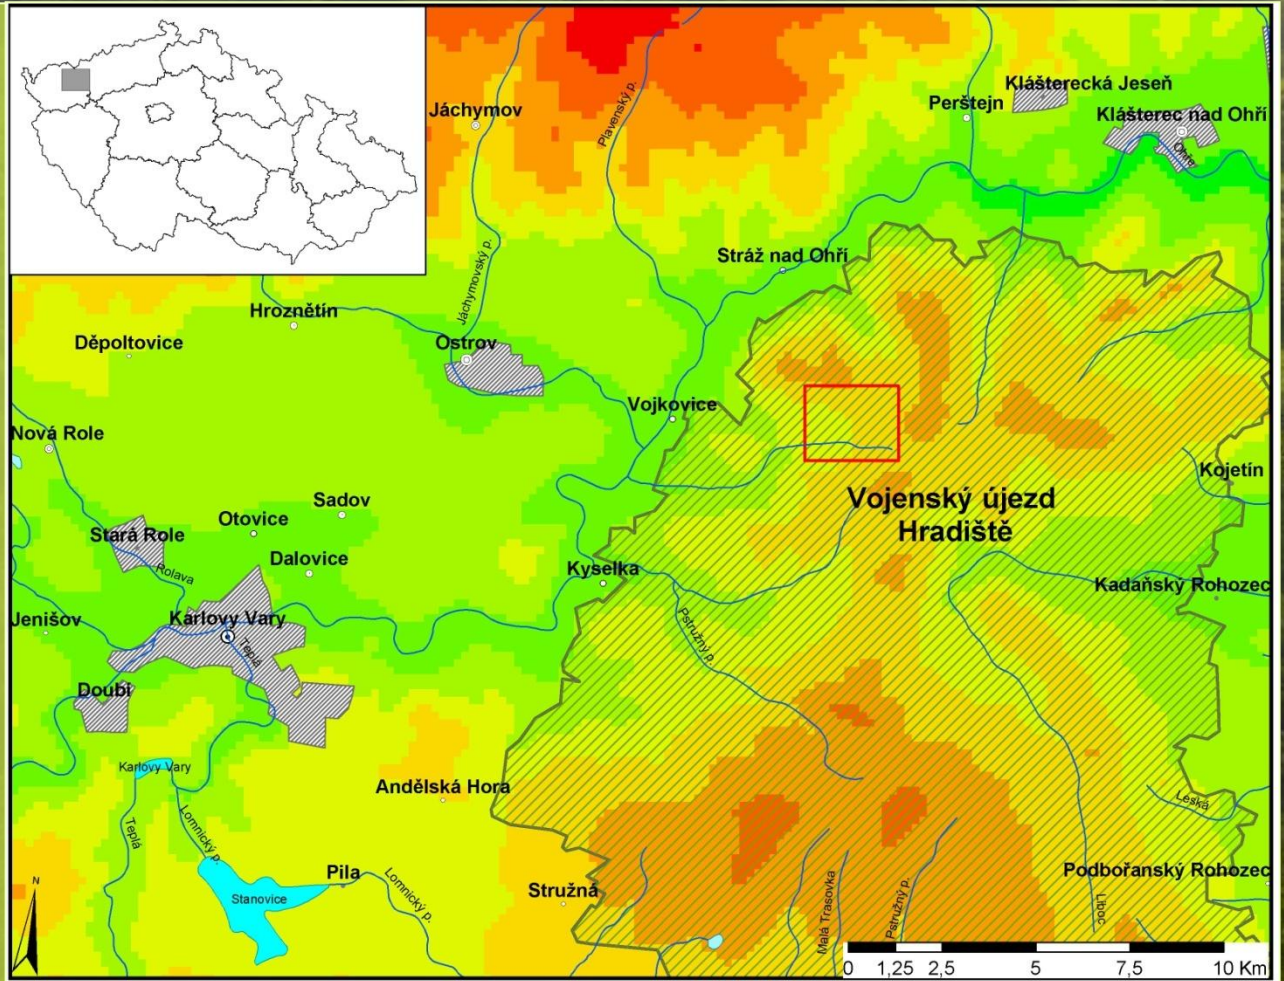 Jáchymov
Plavenský p.
Perštejn
Klášterecká Jeseň
Klášterec nad Ohří
Ohře
Jáchymovský p.
Stráž nad Ohří
Hroznětín
Děpoltovice
Ostrov
Vojkovice
Nová Role
Kojetín
Sadov
Vojenský újezd
Hradiště
Otovice
Stará Role
Dalovice
Rolava
Kyselka
Kadaňský Rohozec
Jenišov
Karlovy Vary
Teplá
Pstružný p.
Doubí
Karlovy Vary
Andělská Hora
Leská
Teplá
Lomnický p.
Pila
Lomnický p.
Stružná
Stanovice
Malá Trasovka
Pstružný p.
Liboc
Podbořanský Rohozec
N
0 1,25 2,5 5 7,5 10 Km